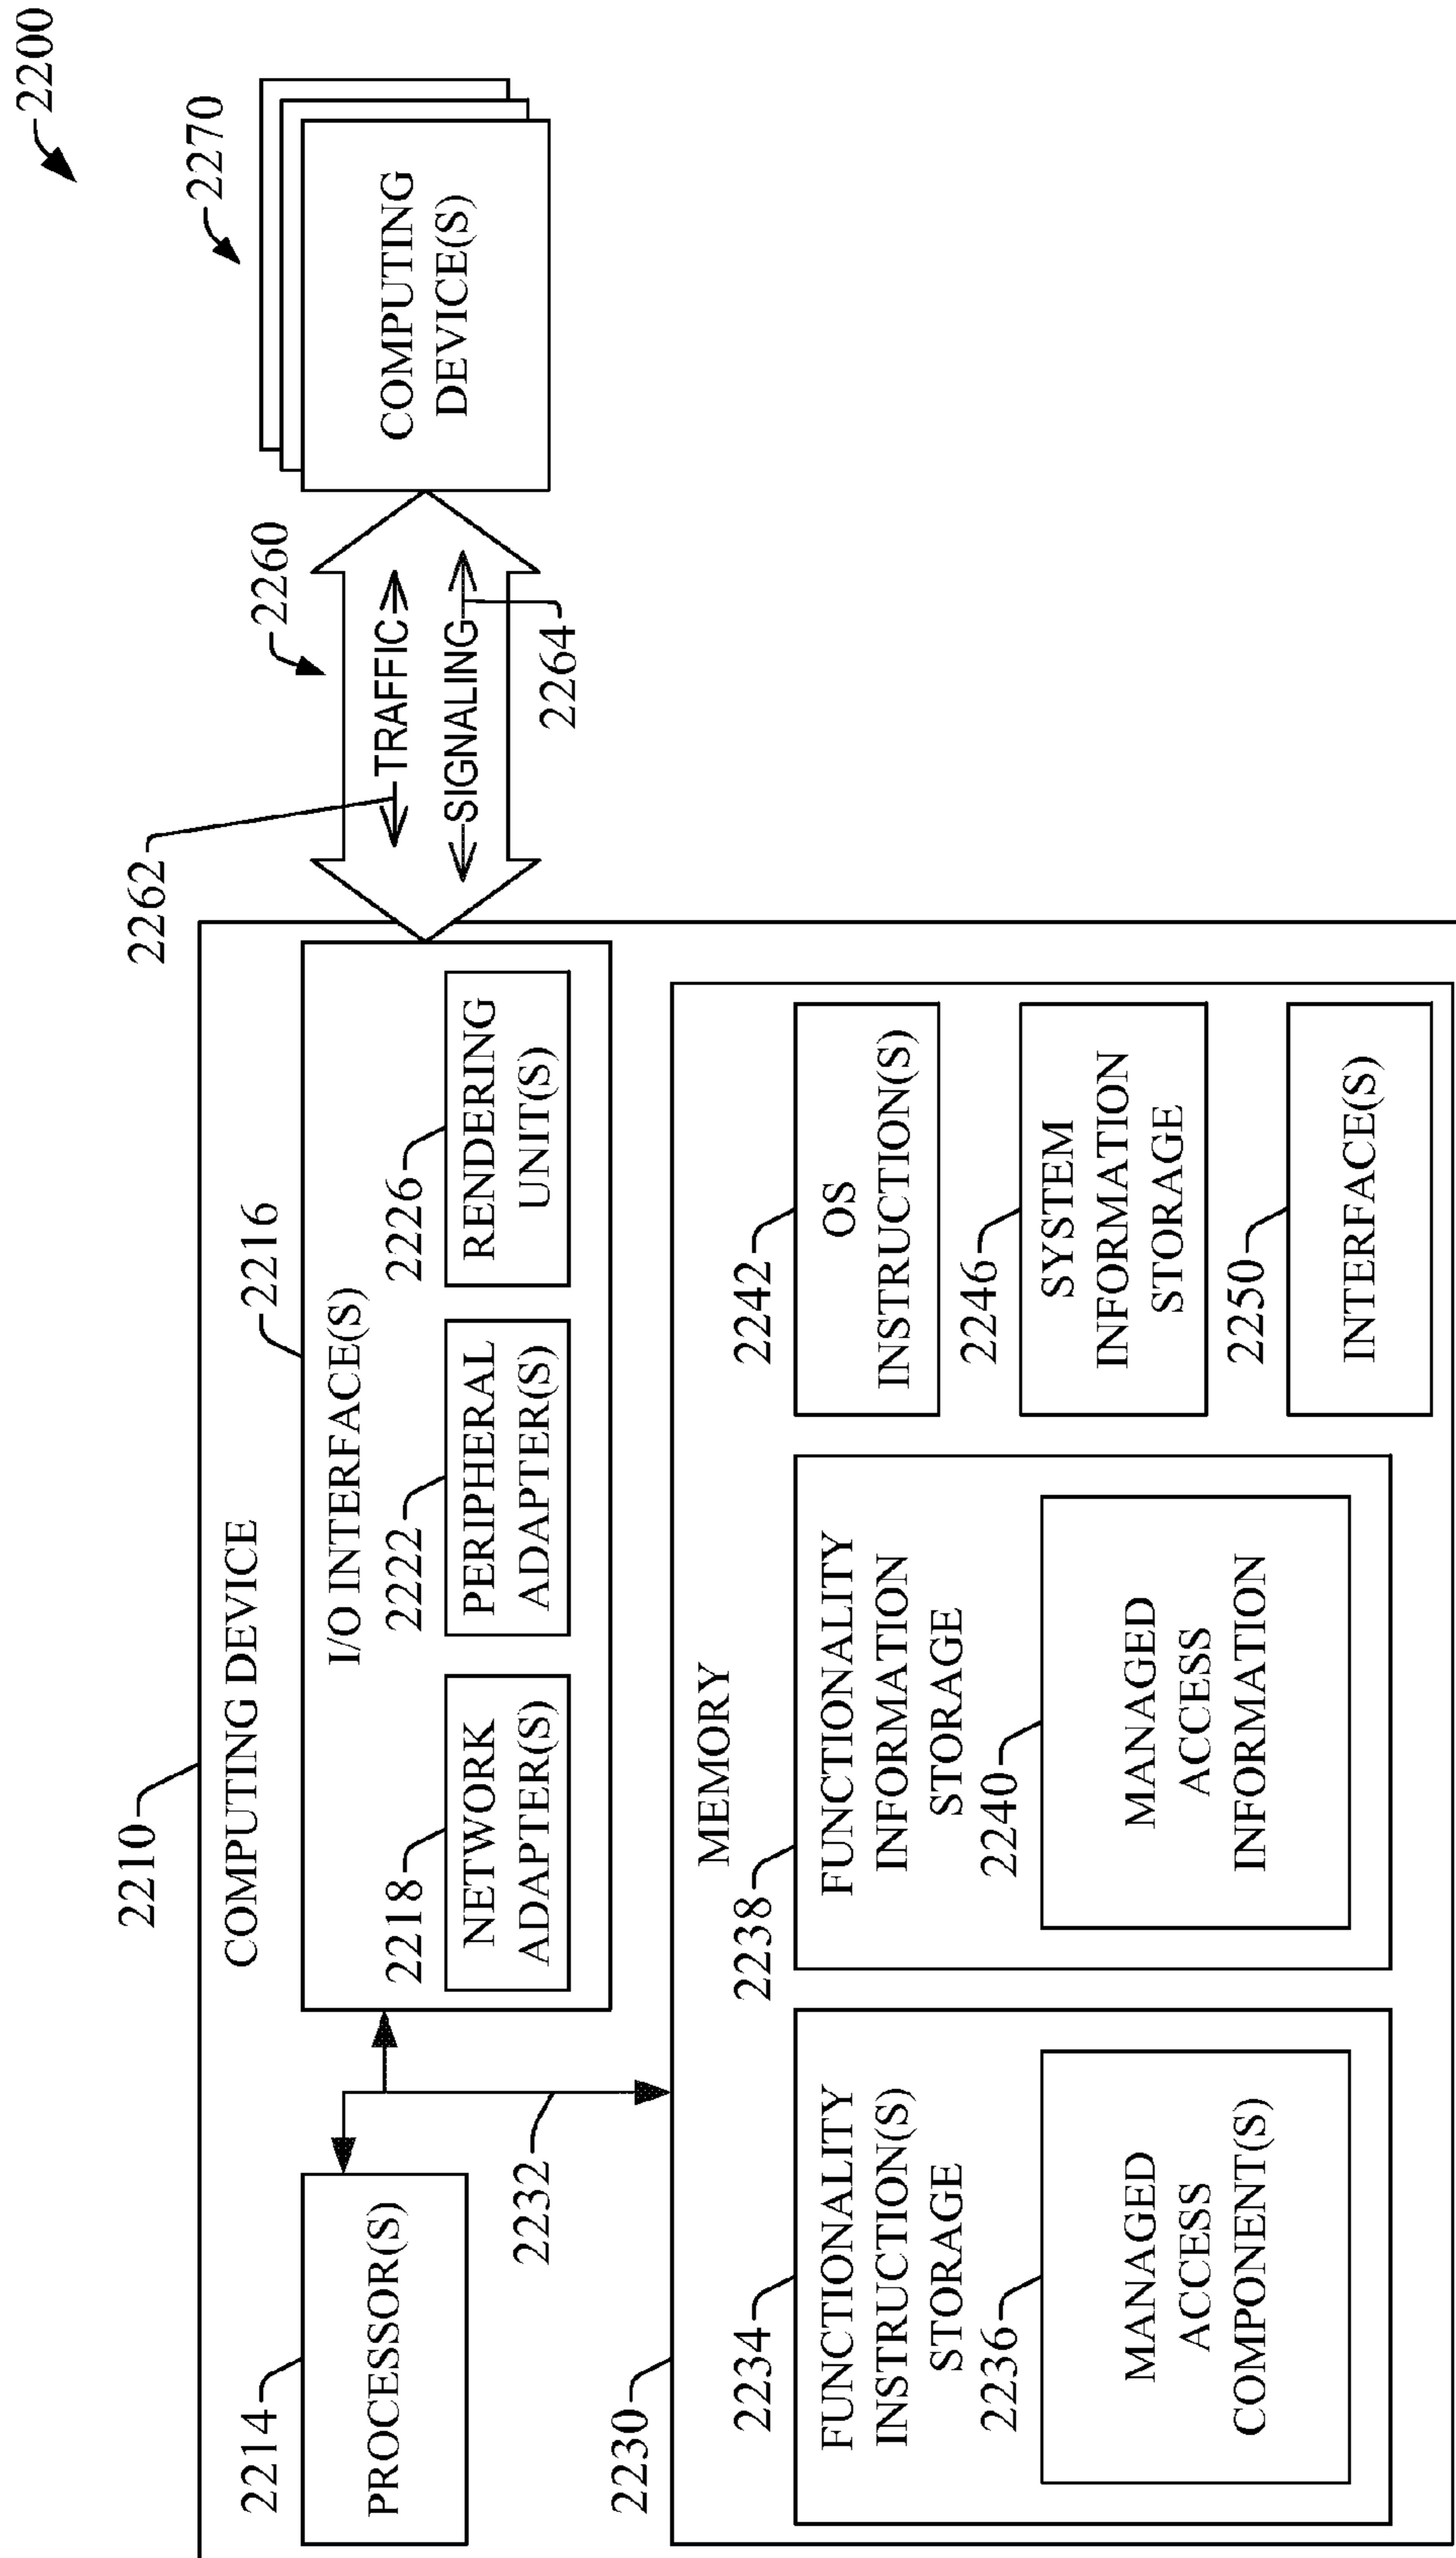 2200
2210
COMPUTING DEVICE
2214
PROCESSOR(S)
2232
2216
I/O INTERFACE(S)
2218
NETWORK
ADAPTER(S)
2222
PERIPHERAL
ADAPTER(S)
2226
RENDERING
UNIT(S)
2262
2260
TRAFFIC
SIGNALING
2264
2270
COMPUTING
DEVICE(S)
2230
MEMORY
2234
FUNCTIONALITY
INSTRUCTION(S)
STORAGE
2236
MANAGED
ACCESS
COMPONENT(S)
2238
FUNCTIONALITY
INFORMATION
STORAGE
2240
MANAGED
ACCESS
INFORMATION
2242
OS
INSTRUCTION(S)
2246
SYSTEM
INFORMATION
STORAGE
2250
INTERFACE(S)